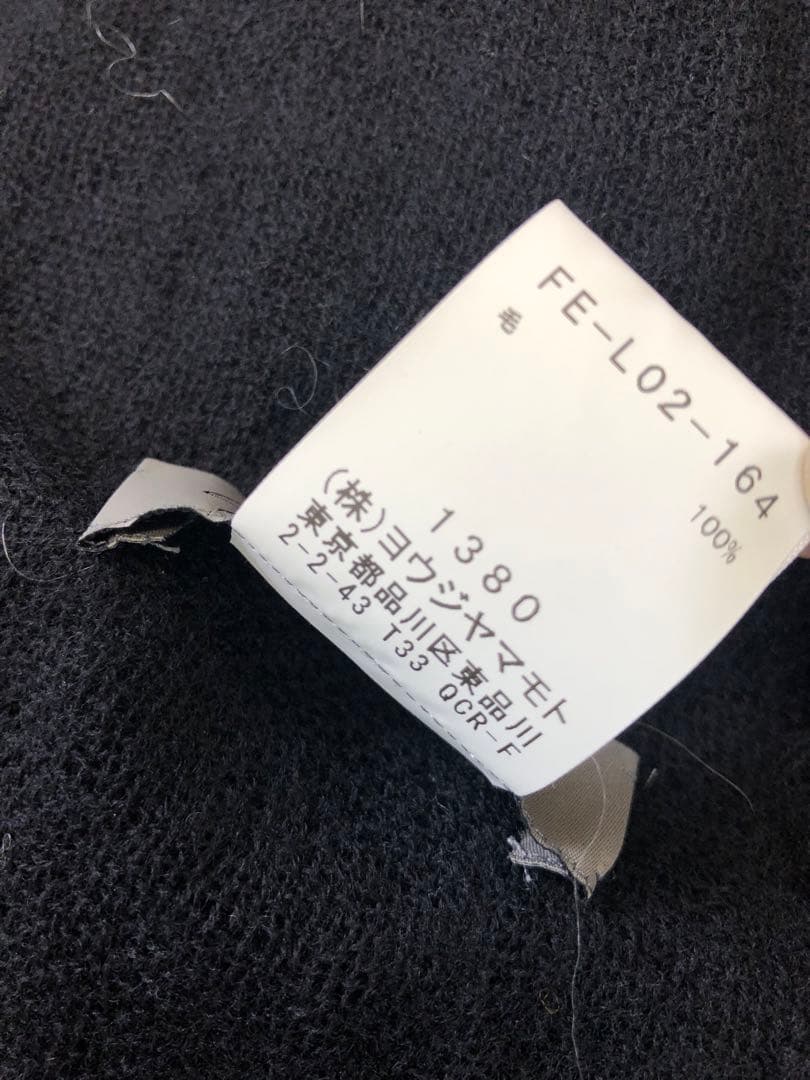 FE-L02-164
毛 100%
1380
(株)ヨウジヤマモト
東京都品川区東品川
2-2-43 T33 QCR-F